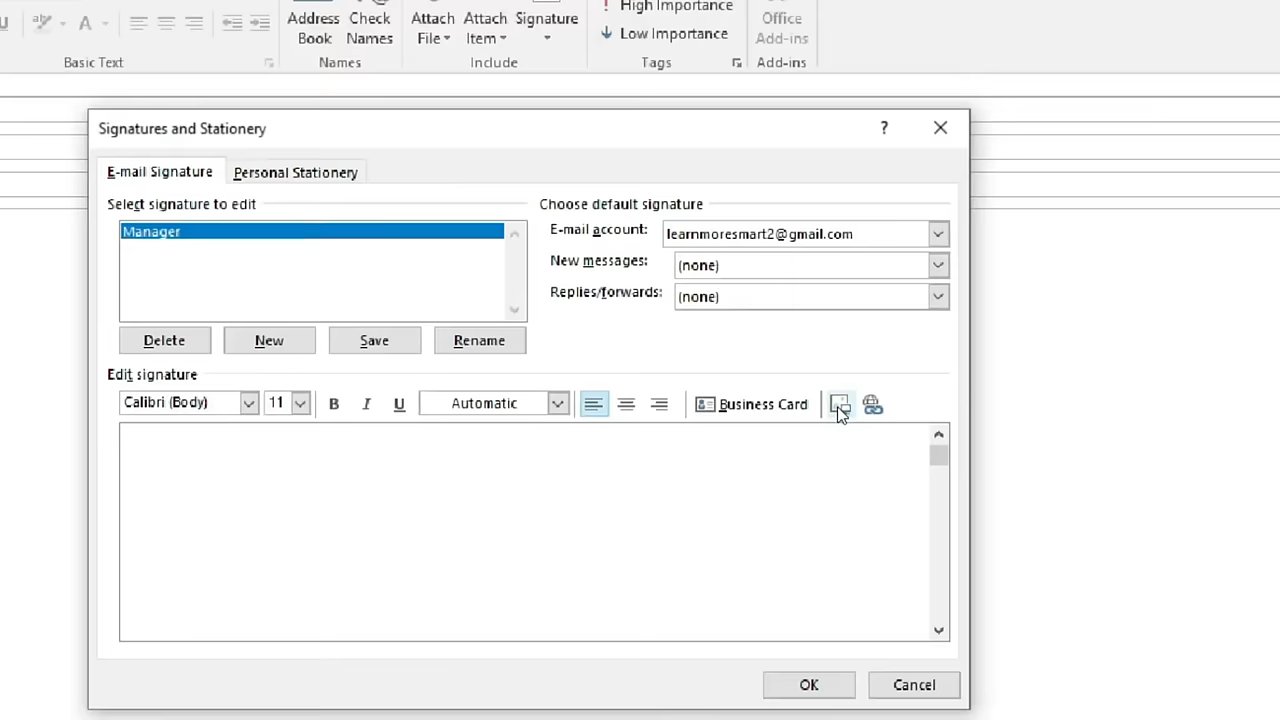 U
A
Address Book
Check Names
Attach File
Attach Item
Signature
! High Importance
Low Importance
Office Add-ins
Basic Text
Names
Include
Tags
Add-ins
Signatures and Stationery
?
E-mail Signature
Personal Stationery
Select signature to edit
Choose default signature
Manager
E-mail account:
learnmoresmart2@gmail.com
New messages:
(none)
Replies/forwards:
(none)
Delete
New
Save
Rename
Edit signature
Calibri (Body)
11
B
I
U
Automatic
Business Card
OK
Cancel